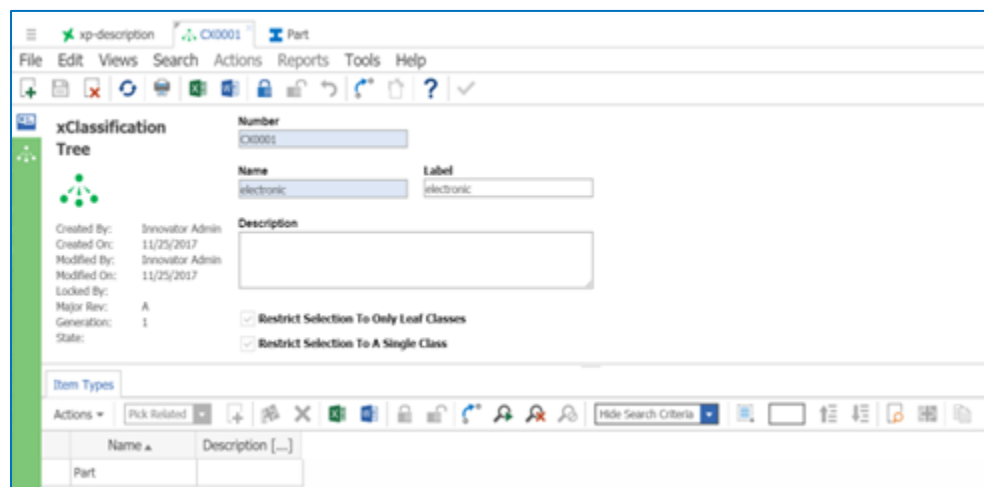 xp-description CX0001 Part
File Edit Views Search Actions Reports Tools Help
xClassification
Tree
Number
CX0001
Name Label
electronic electronic
Description
Created By: Innovator Admin
Created On: 11/25/2017
Modified By: Innovator Admin
Modified On: 11/25/2017
Locked By:
Major Rev: A
Generation: 1
State:
Restrict Selection To Only Leaf Classes
Restrict Selection To A Single Class
Item Types
Actions Pick Related Hide Search Criteria
Name Description [...]
Part